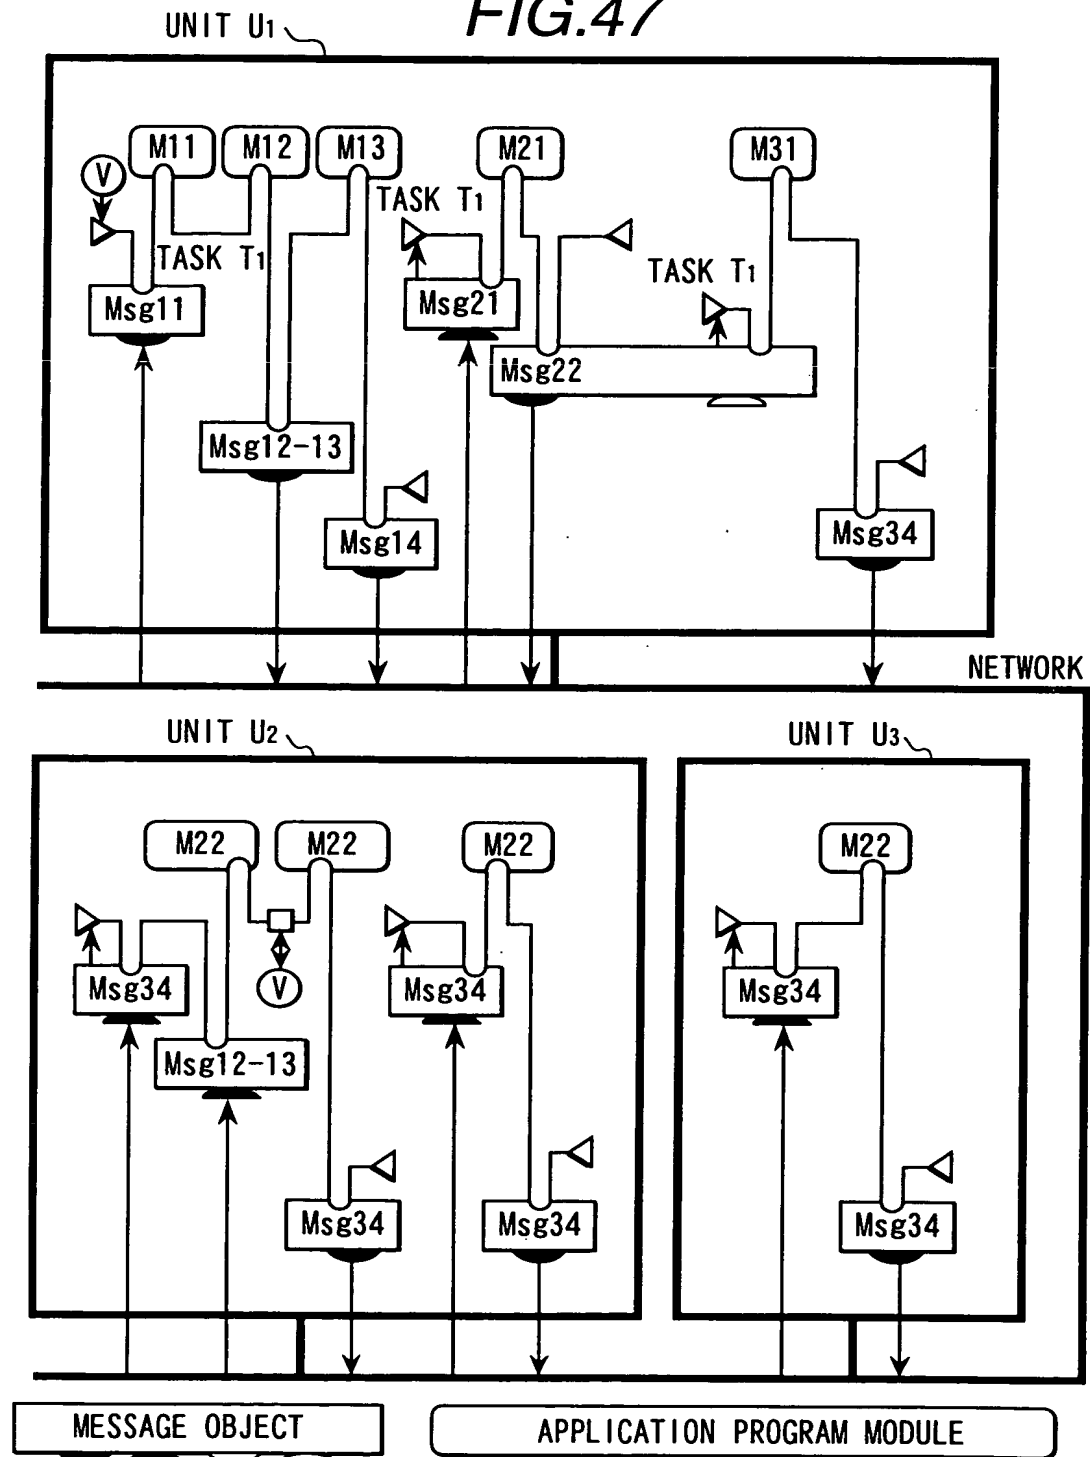 FIG.47
UNIT U1
M11 M12 M13 M21 M31
V
TASK T1
TASK T1
TASK T1
Msg11
Msg21
Msg22
Msg12-13
Msg14
Msg34
NETWORK
UNIT U2
UNIT U3
M22 M22 M22 M22
V
Msg34 Msg34 Msg34
Msg12-13
Msg34 Msg34 Msg34
MESSAGE OBJECT
APPLICATION PROGRAM MODULE